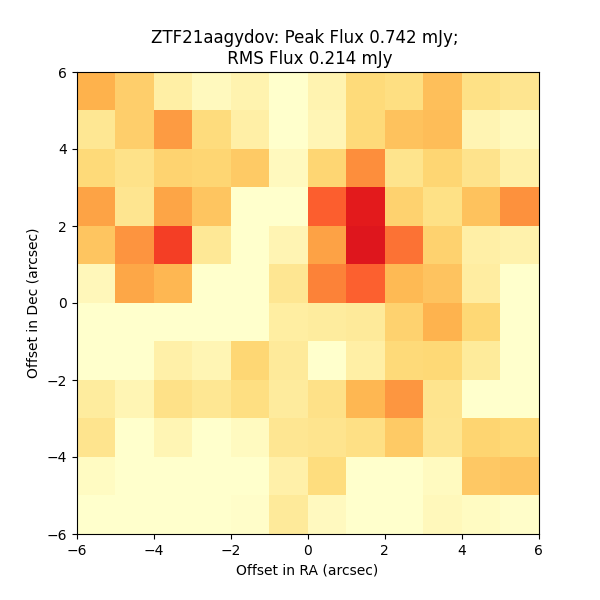 ZTF21aagydov: Peak Flux 0.742 mJy;
RMS Flux 0.214 mJy
6
4
2
0
−2
−4
−6
Offset in Dec (arcsec)
−6 −4 −2 0 2 4 6
Offset in RA (arcsec)